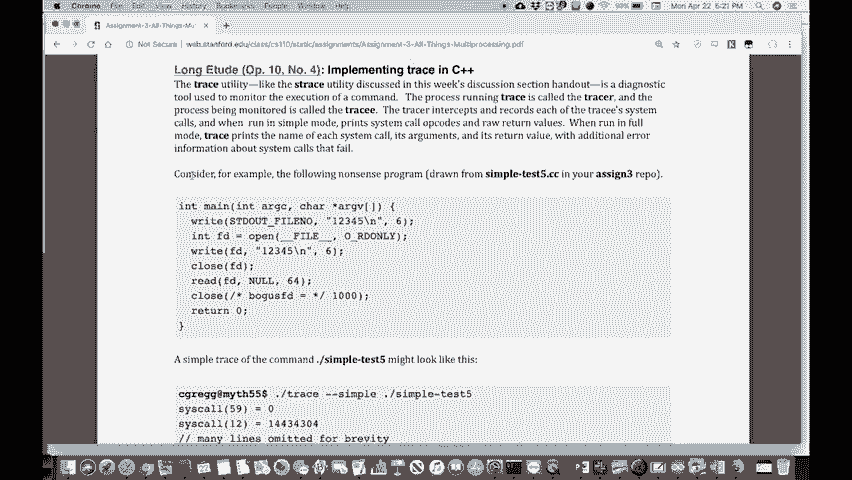 Chrome File Edit View History Bookmarks People Window Help
Mon Apr 22 6:21 PM
Assignment-3-All-Things-Mu
Not Secure | web.stanford.edu/class/cs110/static/assignments/Assignment-3-All-Things-Multiprocessing.pdf
Long Etude (Op. 10, No. 4): Implementing trace in C++
The trace utility—like the strace utility discussed in this week's discussion section handout—is a diagnostic
tool used to monitor the execution of a command. The process running trace is called the tracer, and the
process being monitored is called the tracee. The tracer intercepts and records each of the tracee's system
calls, and when run in simple mode, prints system call opcodes and raw return values. When run in full
mode, trace prints the name of each system call, its arguments, and its return value, with additional error
information about system calls that fail.
Consider, for example, the following nonsense program (drawn from simple-test5.cc in your assign3 repo).
int main(int argc, char *argv[]) {
write(STDOUT_FILENO, "12345\n", 6);
int fd = open(__FILE__, O_RDONLY);
write(fd, "12345\n", 6);
close(fd);
read(fd, NULL, 64);
close(/* bogusfd = */ 1000);
return 0;
}
A simple trace of the command ./simple-test5 might look like this:
cgregg@myth55$ ./trace --simple ./simple-test5
syscall(59) = 0
syscall(12) = 14434304
// many lines omitted for brevity